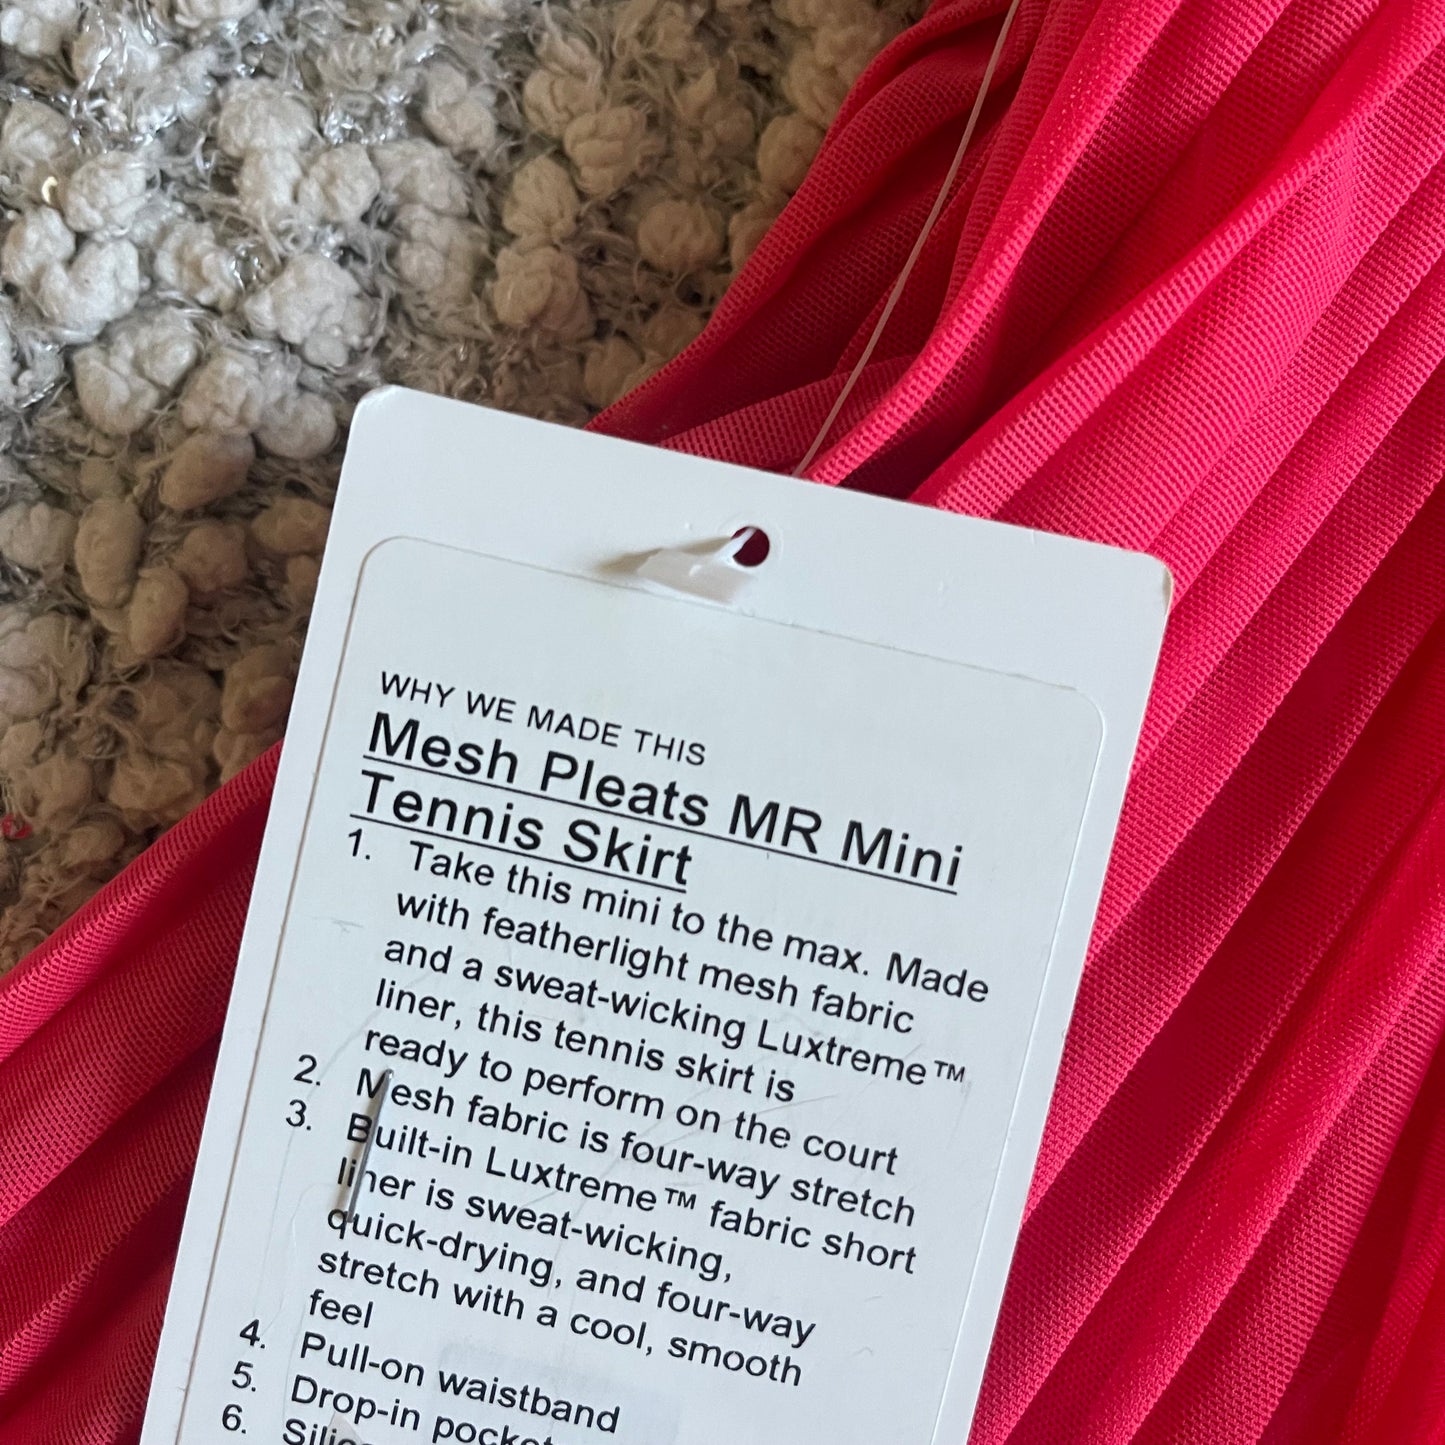 WHY WE MADE THIS
Mesh Pleats MR Mini
Tennis Skirt
1. Take this mini to the max. Made
with featherlight mesh fabric
and a sweat-wicking Luxtreme™
liner, this tennis skirt is
ready to perform on the court
2. Mesh fabric is four-way stretch
3. Built-in Luxtreme™ fabric short
liner is sweat-wicking,
quick-drying, and four-way
stretch with a cool, smooth
feel
4. Pull-on waistband
5. Drop-in pocket
6.